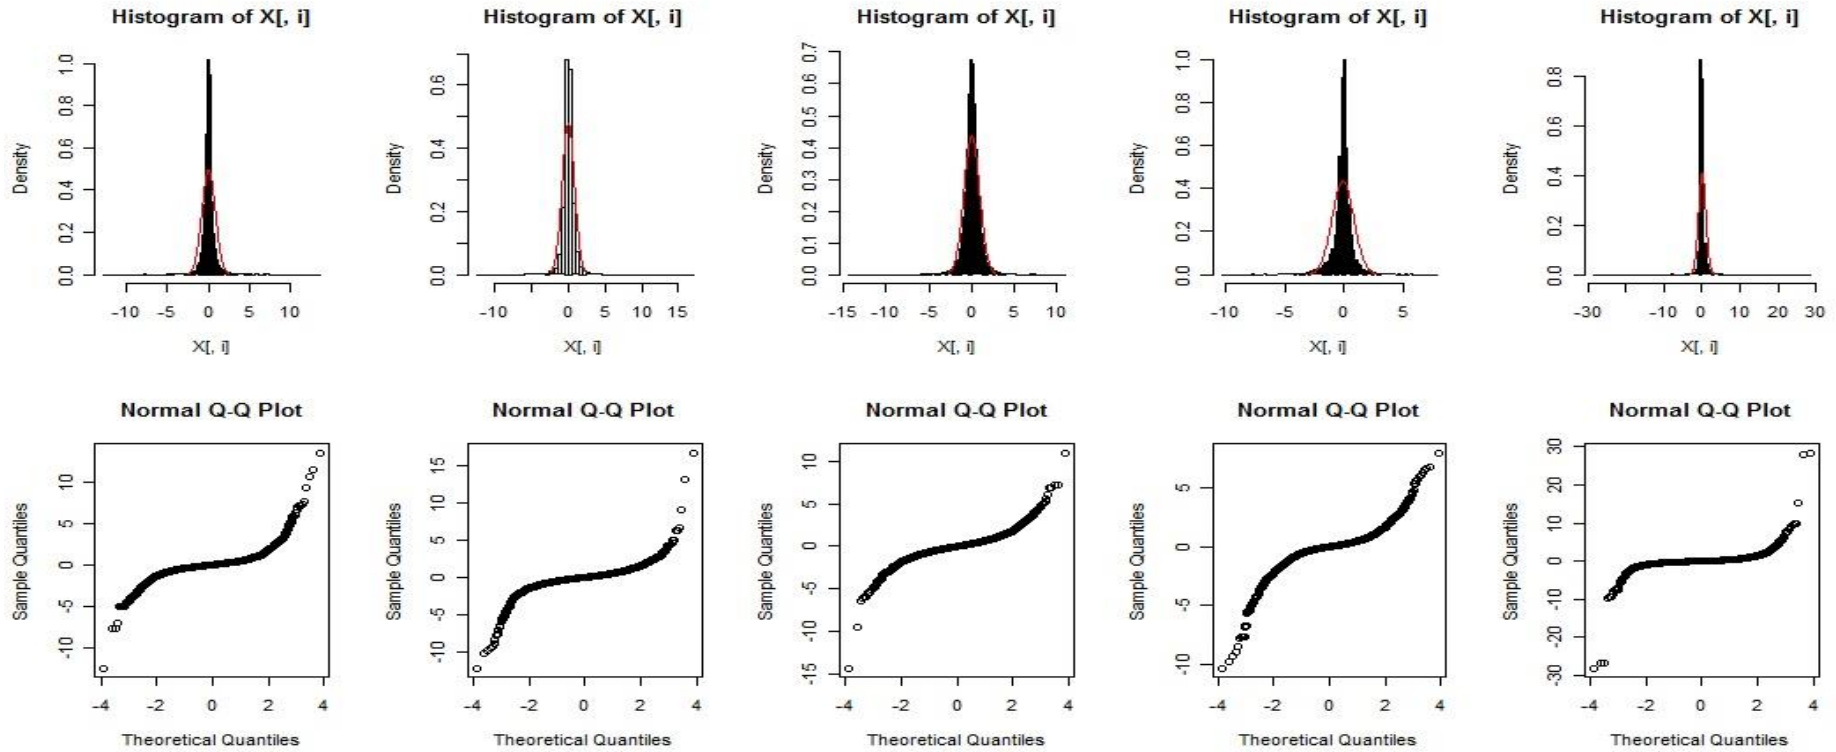 Histogram of X[, i]
Density
0.0 0.2 0.4 0.6 0.8 1.0
-10 -5 0 5 10
X[, i]
Histogram of X[, i]
Density
0.0 0.2 0.4 0.6
-10 0 5 10 15
X[, i]
Histogram of X[, i]
Density
0.0 0.1 0.2 0.3 0.4 0.5 0.6 0.7
-15 -10 -5 0 5 10
X[, i]
Histogram of X[, i]
Density
0.0 0.2 0.4 0.6 0.8 1.0
-10 -5 0 5
X[, i]
Histogram of X[, i]
Density
0.0 0.2 0.4 0.6 0.8
-30 -10 0 10 20 30
X[, i]
Normal Q-Q Plot
Sample Quantiles
-10 -5 0 5 10
-4 -2 0 2 4
Theoretical Quantiles
Normal Q-Q Plot
Sample Quantiles
-10 -5 0 5 10 15
-4 -2 0 2 4
Theoretical Quantiles
Normal Q-Q Plot
Sample Quantiles
-15 -10 -5 0 5 10
-4 -2 0 2 4
Theoretical Quantiles
Normal Q-Q Plot
Sample Quantiles
-10 -5 0 5
-4 -2 0 2 4
Theoretical Quantiles
Normal Q-Q Plot
Sample Quantiles
-30 -20 -10 0 10 20 30
-4 -2 0 2 4
Theoretical Quantiles